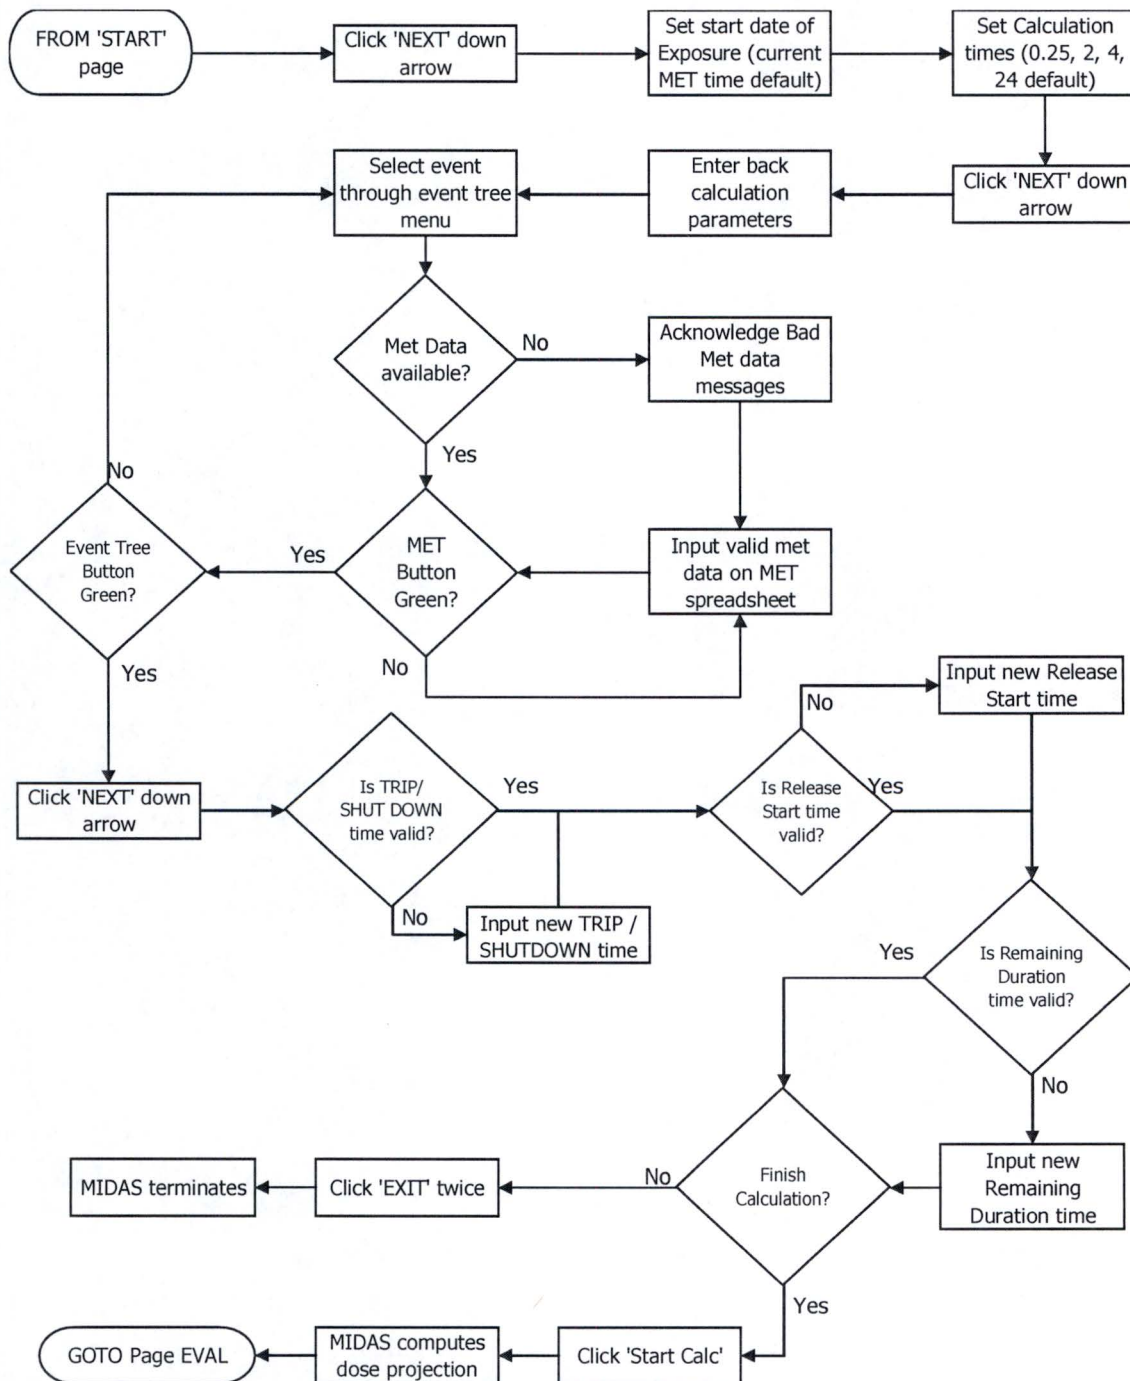 FROM 'START'
page
Click 'NEXT' down
arrow
Set start date of
Exposure (current
MET time default)
Set Calculation
times (0.25, 2, 4,
24 default)
Select event
through event tree
menu
Enter back
calculation
parameters
Click 'NEXT' down
arrow
Met Data
available?
No
Acknowledge Bad
Met data
messages
Yes
No
Event Tree
Button
Green?
Yes
MET
Button
Green?
Input valid met
data on MET
spreadsheet
No
Yes
Input new Release
Start time
No
Click 'NEXT' down
arrow
Is TRIP/
SHUT DOWN
time valid?
Yes
Is Release
Start time
valid?
Yes
No
Input new TRIP /
SHUTDOWN time
Yes
Is Remaining
Duration
time valid?
No
MIDAS terminates
Click 'EXIT' twice
No
Finish
Calculation?
Input new
Remaining
Duration time
Yes
GOTO Page EVAL
MIDAS computes
dose projection
Click 'Start Calc'